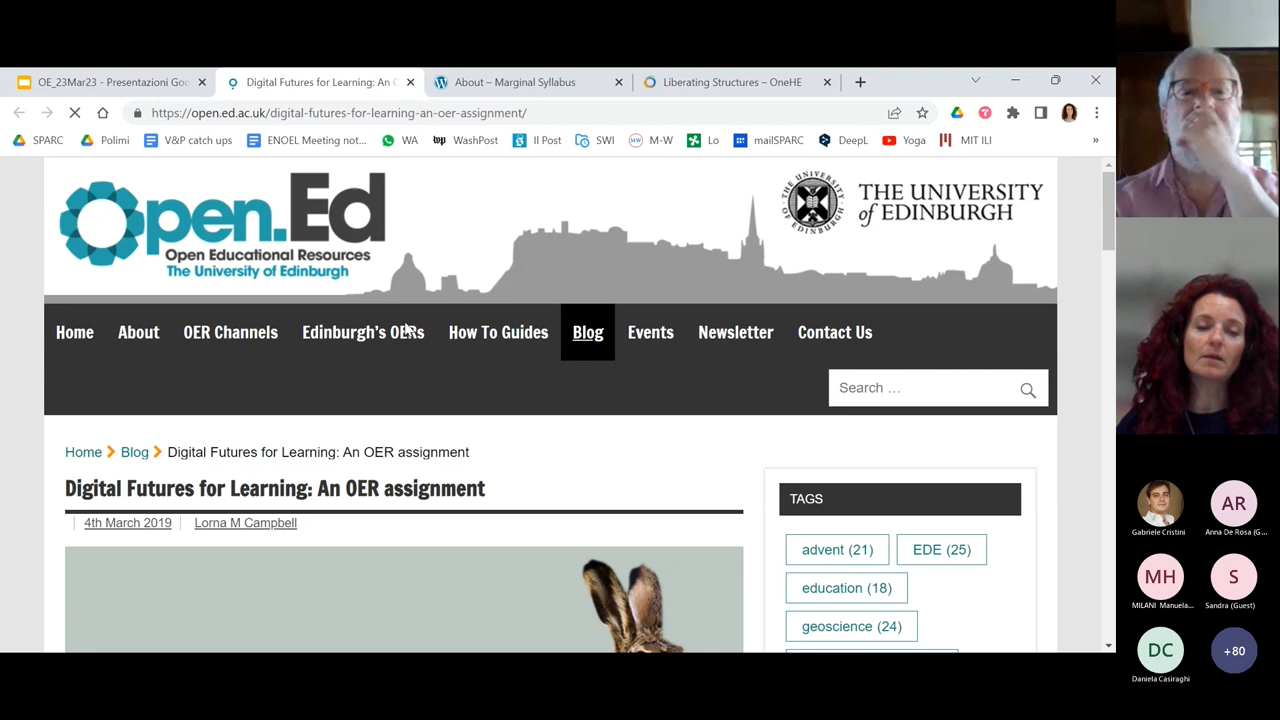 OE_23Mar23 - Presentazioni Goo
Digital Futures for Learning: An C
About – Marginal Syllabus
Liberating Structures – OneHE
https://open.ed.ac.uk/digital-futures-for-learning-an-oer-assignment/
SPARC
Polimi
V&P catch ups
ENOEL Meeting not...
WA
wp WashPost
Il Post
SWI
M-W
Lo
mailSPARC
DeepL
Yoga
MIT ILI
»
Open.Ed
Open Educational Resources
The University of Edinburgh
THE UNIVERSITY
of EDINBURGH
Home
About
OER Channels
Edinburgh's OERs
How To Guides
Blog
Events
Newsletter
Contact Us
Search …
Home
Blog
Digital Futures for Learning: An OER assignment
Digital Futures for Learning: An OER assignment
4th March 2019
Lorna M Campbell
TAGS
advent (21)
EDE (25)
education (18)
geoscience (24)
Gabriele Cristini
AR
Anna De Rosa (G...
MH
MILANI Manuela...
S
Sandra (Guest)
DC
Daniela Casiraghi
+80